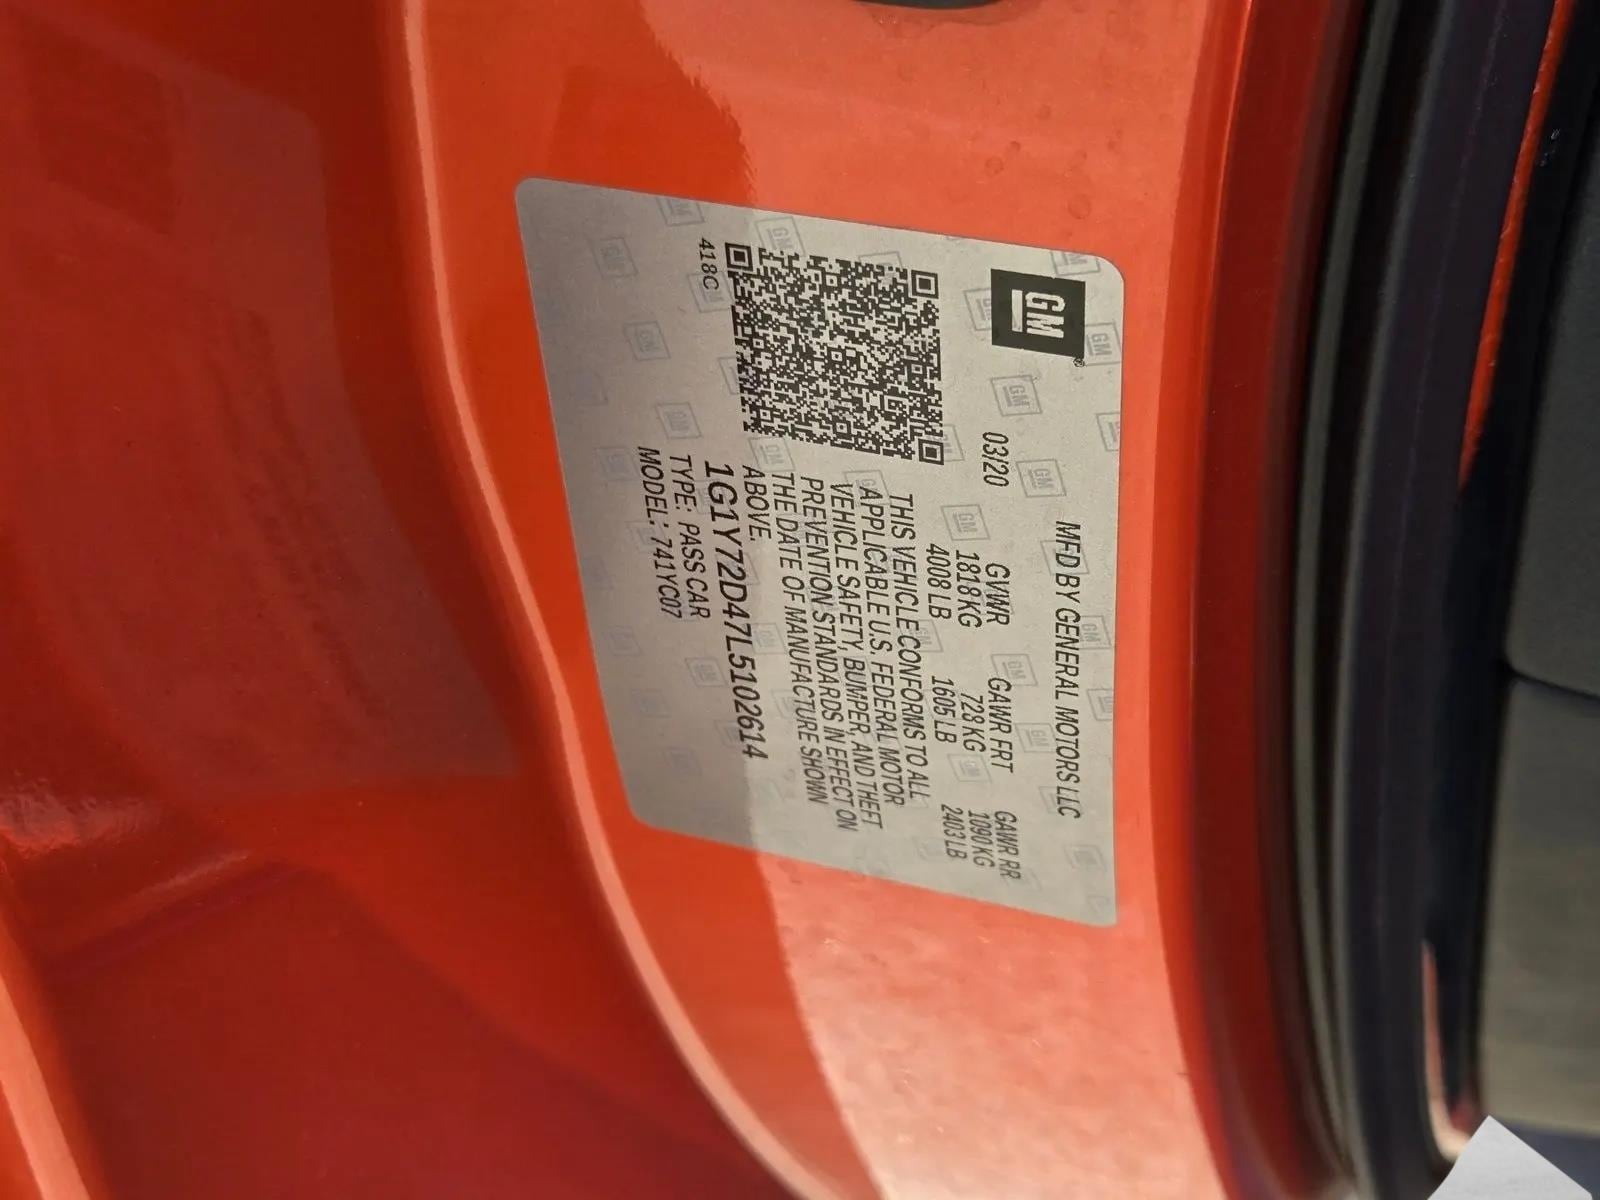 GM
MFD BY GENERAL MOTORS LLC
03/20 GVWR GAWR FRT GAWR RR
1818 KG 728 KG 1090 KG
4008 LB 1605 LB 2403 LB
THIS VEHICLE CONFORMS TO ALL
APPLICABLE U.S. FEDERAL MOTOR
VEHICLE SAFETY, BUMPER, AND THEFT
PREVENTION STANDARDS IN EFFECT ON
THE DATE OF MANUFACTURE SHOWN
ABOVE.
1G1Y72D47L5102614
TYPE: PASS CAR
MODEL: 741YC07
418C